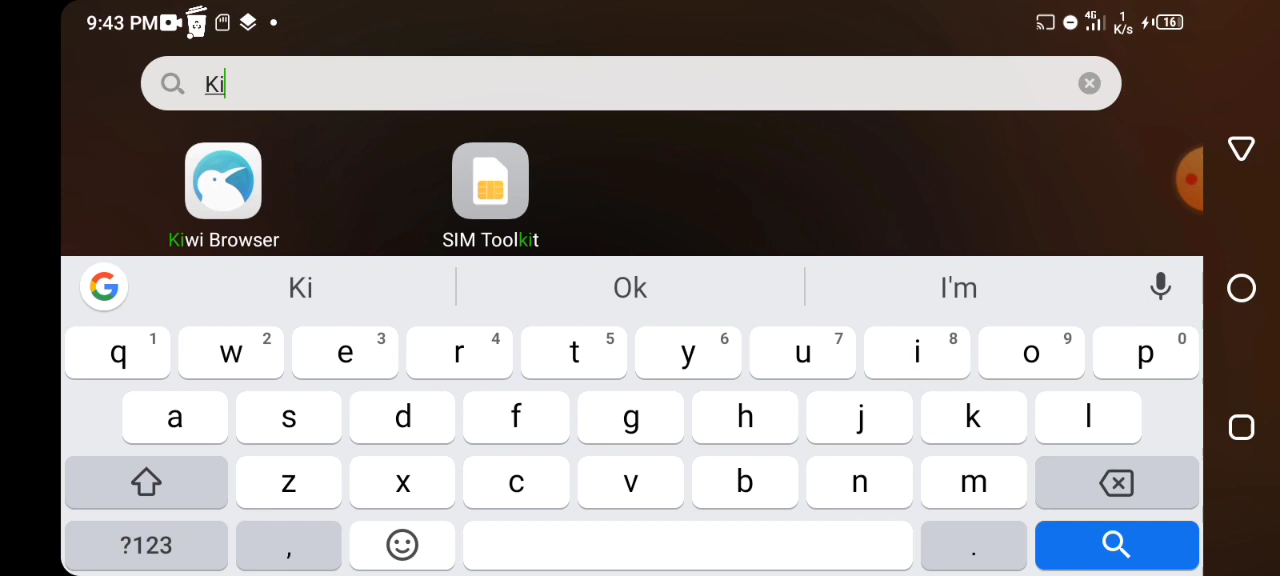 9:43 PM 4G 1 K/s 16
Ki
Kiwi Browser SIM Toolkit
G Ki Ok I'm
q 1 w 2 e 3 r 4 t 5 y 6 u 7 i 8 o 9 p 0
a s d f g h j k l
z x c v b n m
?123 , .